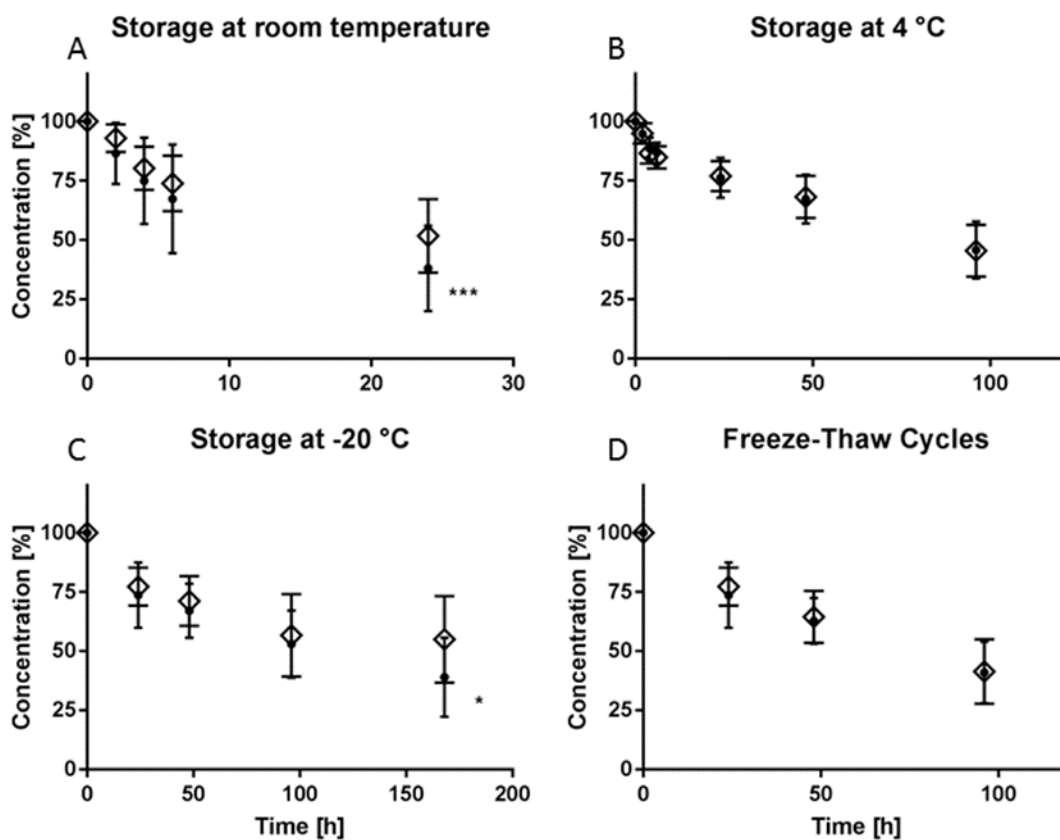 A Storage at room temperature
Concentration [%]
100
75
50
25
0
***
0 10 20 30
B Storage at 4 °C
100
75
50
25
0
0 50 100
C Storage at -20 °C
Concentration [%]
100
75
50
25
0
*
0 50 100 150 200
Time [h]
D Freeze-Thaw Cycles
Concentration [%]
100
75
50
25
0
0 50 100
Time [h]